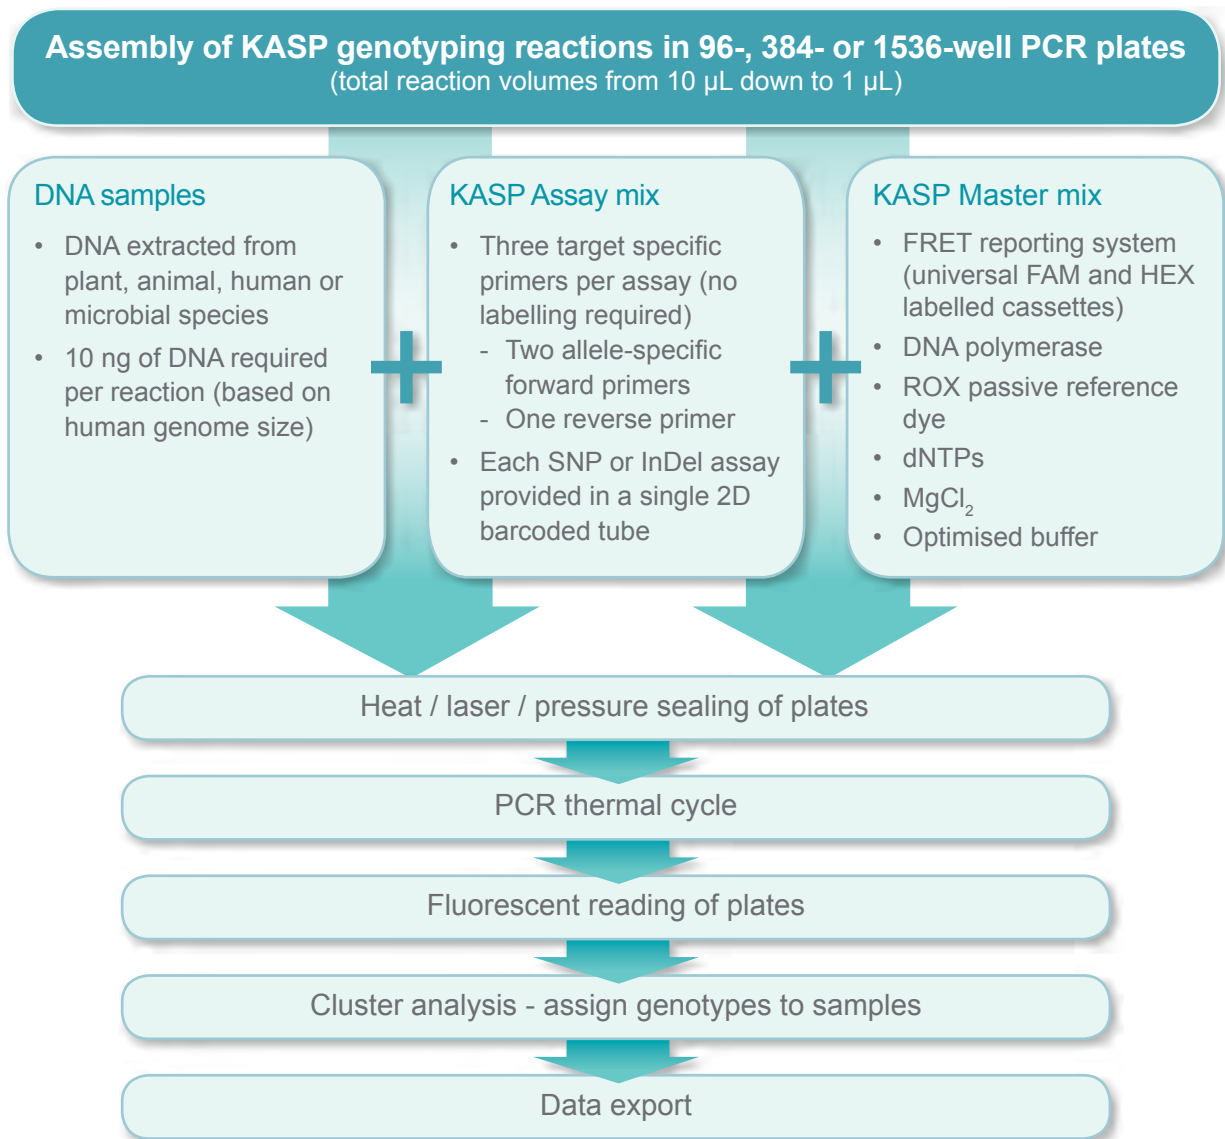 Assembly of KASP genotyping reactions in 96-, 384- or 1536-well PCR plates
(total reaction volumes from 10 µL down to 1 µL)
DNA samples
• DNA extracted from
plant, animal, human or
microbial species
• 10 ng of DNA required
per reaction (based on
human genome size)
+
KASP Assay mix
• Three target specific
primers per assay (no
labelling required)
- Two allele-specific
forward primers
- One reverse primer
• Each SNP or InDel assay
provided in a single 2D
barcoded tube
+
KASP Master mix
• FRET reporting system
(universal FAM and HEX
labelled cassettes)
• DNA polymerase
• ROX passive reference
dye
• dNTPs
• MgCl₂
• Optimised buffer
Heat / laser / pressure sealing of plates
PCR thermal cycle
Fluorescent reading of plates
Cluster analysis - assign genotypes to samples
Data export